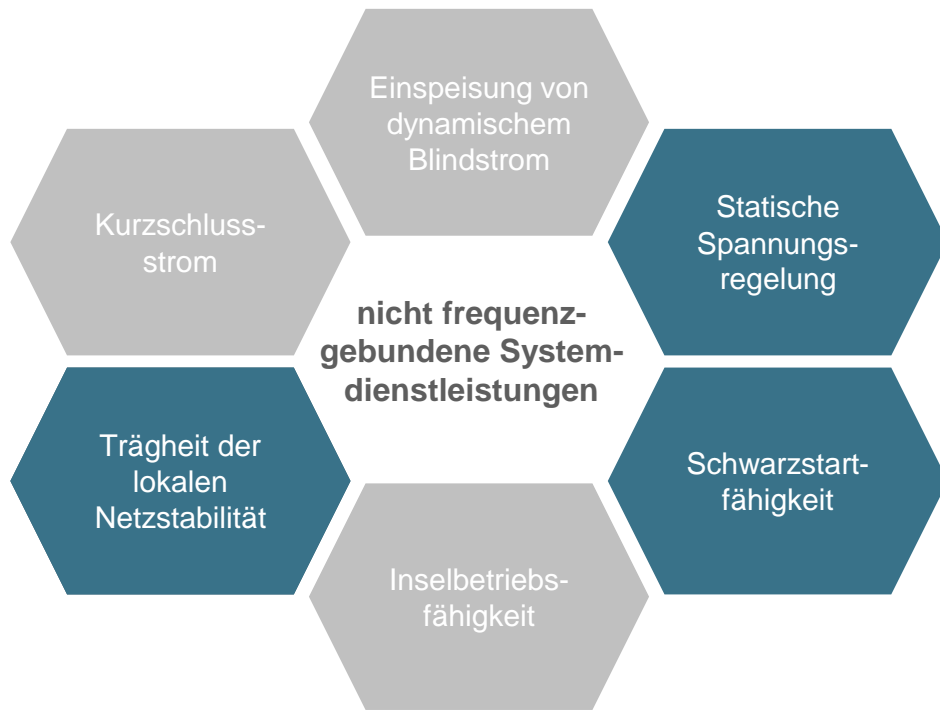 Einspeisung von
dynamischem
Blindstrom
Kurzschluss-
strom
Statische
Spannungs-
regelung
nicht frequenz-
gebundene System-
dienstleistungen
Trägheit der
lokalen
Netzstabilität
Schwarzstart-
fähigkeit
Inselbetriebs-
fähigkeit